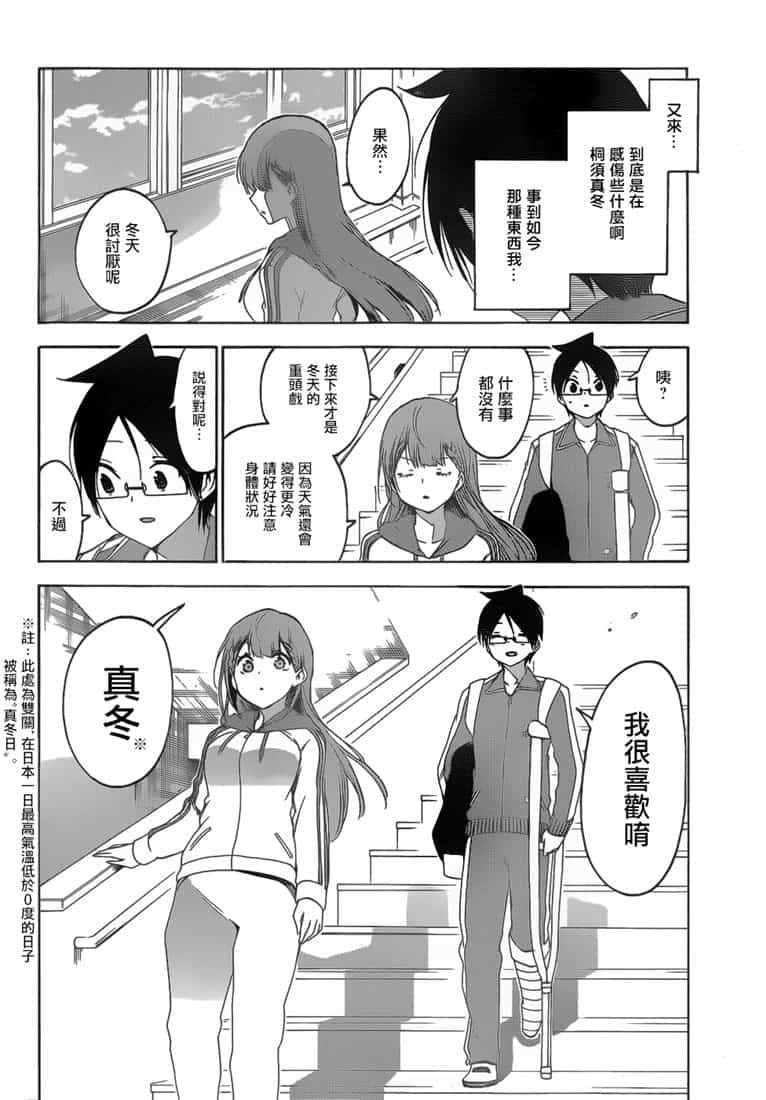 又來…
到底是在
感傷些什麼啊
桐須真冬
事到如今
那種東西我…
果然…
冬天
很討厭呢
咦?
什麼事
都沒有
接下來才是
冬天的
重頭戲
因為天氣還會
變得更冷
請好好注意
身體狀況
說得對呢…
不過
我很喜歡唷
真冬※
※註：此處為雙關，在日本一日最高氣溫低於0度的日子
被稱為"真冬日"。